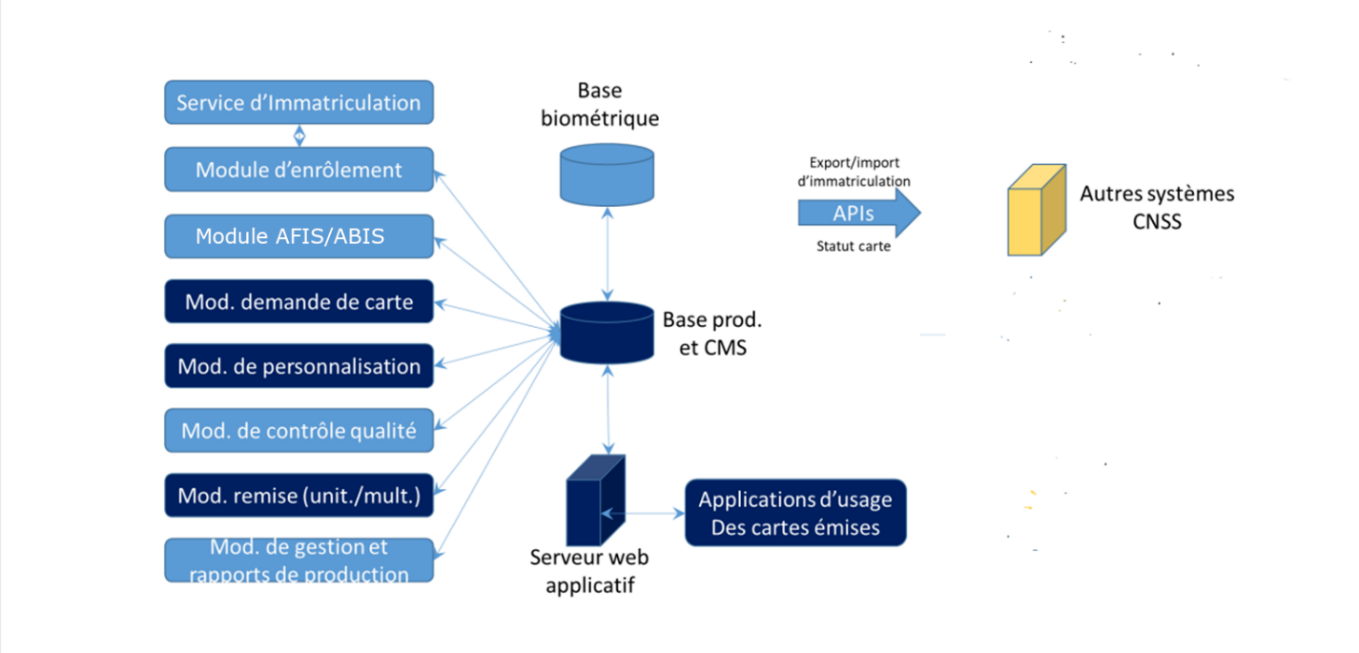 Service d’Immatriculation
Module d’enrôlement
Module AFIS/ABIS
Mod. demande de carte
Mod. de personnalisation
Mod. de contrôle qualité
Mod. remise (unit./mult.)
Mod. de gestion et
rapports de production
Base
biométrique
Base prod.
et CMS
Serveur web
applicatif
Applications d’usage
Des cartes émises
Export/import
d’immatriculation
APIs
Statut carte
Autres systèmes
CNSS